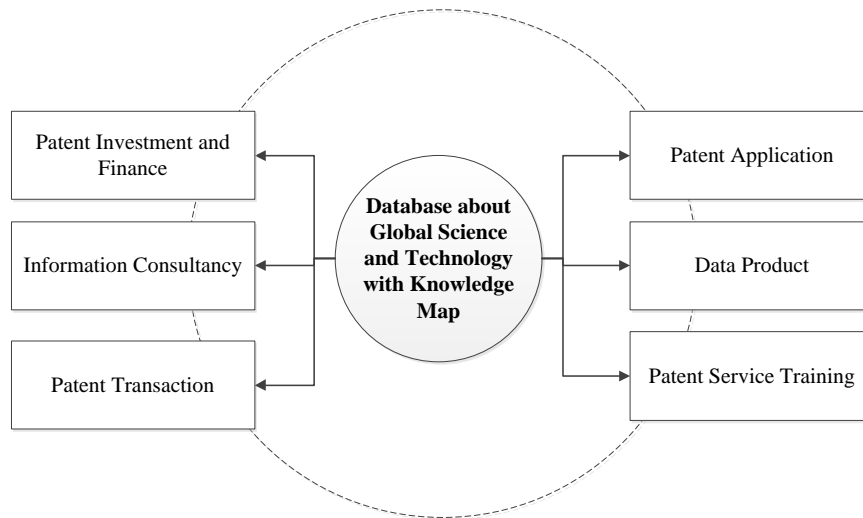 Patent Investment and
Finance
Information Consultancy
Patent Transaction
Database about
Global Science
and Technology
with Knowledge
Map
Patent Application
Data Product
Patent Service Training